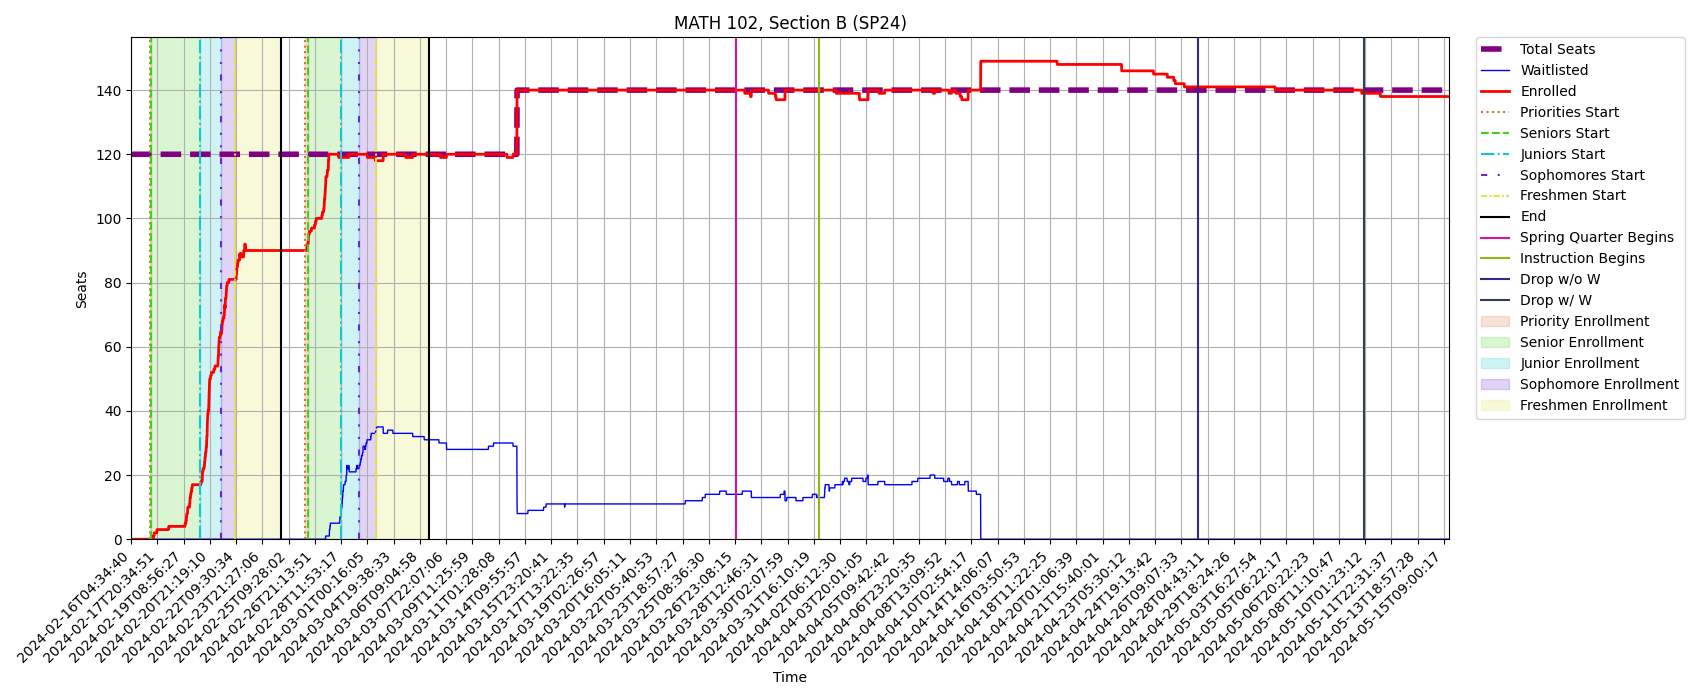 MATH 102, Section B (SP24)
140
120
100
80
60
40
20
0
Seats
2024-02-16T04:34:40
2024-02-17T20:34:51
2024-02-19T08:56:27
2024-02-20T21:19:10
2024-02-22T09:30:34
2024-02-23T21:27:06
2024-02-25T09:28:02
2024-02-26T21:13:51
2024-02-28T11:53:17
2024-03-01T00:16:05
2024-03-04T19:38:33
2024-03-06T09:04:58
2024-03-07T22:07:06
2024-03-09T11:25:59
2024-03-11T01:28:08
2024-03-14T09:55:57
2024-03-15T23:20:41
2024-03-17T13:22:35
2024-03-19T02:26:57
2024-03-20T16:05:11
2024-03-22T05:40:53
2024-03-23T18:57:27
2024-03-25T08:36:30
2024-03-26T23:08:15
2024-03-28T12:46:31
2024-03-30T02:07:59
2024-03-31T16:10:19
2024-04-02T06:12:30
2024-04-03T20:01:05
2024-04-05T09:42:42
2024-04-06T23:20:35
2024-04-08T13:09:52
2024-04-10T02:54:17
2024-04-14T14:06:07
2024-04-16T03:50:53
2024-04-18T11:22:25
2024-04-20T01:06:39
2024-04-21T15:40:01
2024-04-23T05:30:12
2024-04-24T19:13:42
2024-04-26T09:07:33
2024-04-28T04:43:11
2024-04-29T18:24:26
2024-05-03T16:27:54
2024-05-05T06:22:17
2024-05-06T20:22:23
2024-05-08T11:10:47
2024-05-10T01:23:12
2024-05-11T22:31:37
2024-05-13T18:57:28
2024-05-15T09:00:17
Time
Total Seats
Waitlisted
Enrolled
Priorities Start
Seniors Start
Juniors Start
Sophomores Start
Freshmen Start
End
Spring Quarter Begins
Instruction Begins
Drop w/o W
Drop w/ W
Priority Enrollment
Senior Enrollment
Junior Enrollment
Sophomore Enrollment
Freshmen Enrollment